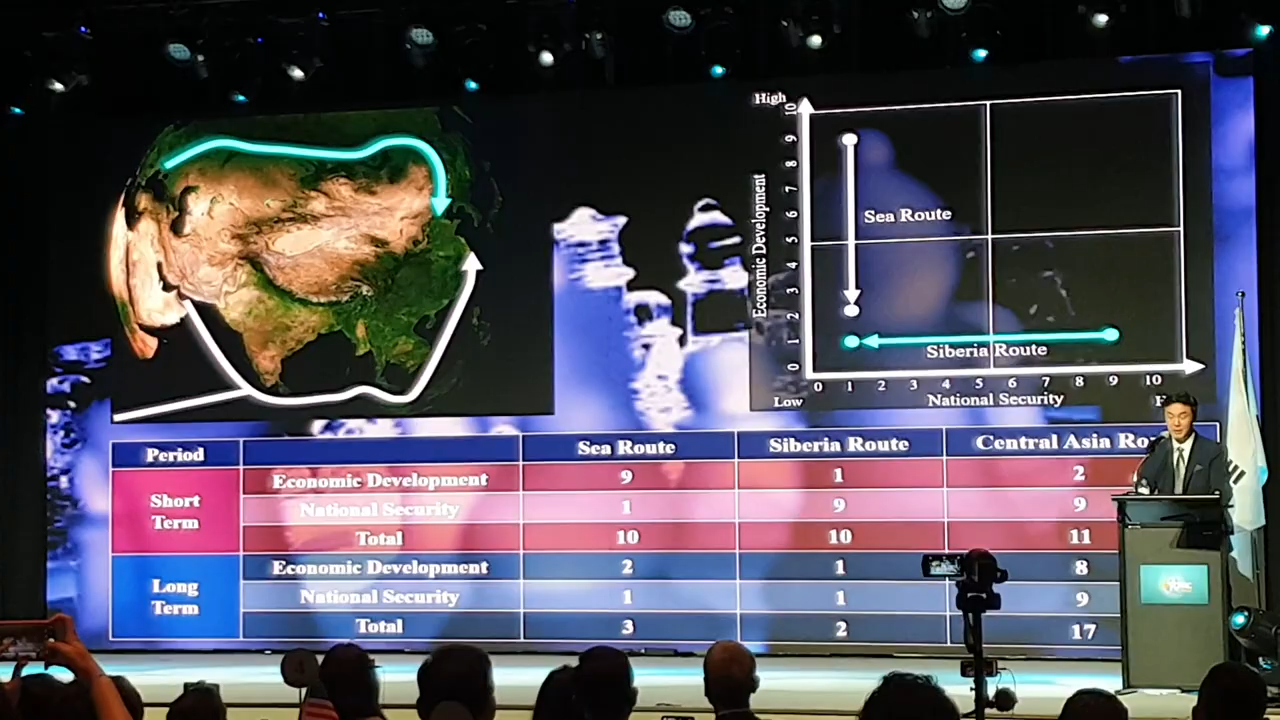 High
10
9
8
7
6
5
4
3
2
1
0
Economic Development
Sea Route
Siberia Route
0 1 2 3 4 5 6 7 8 9 10
Low
National Security
Period Sea Route Siberia Route Central Asia
Short Term
Economic Development 9 1 2
National Security 1 9 9
Total 10 10 11
Long Term
Economic Development 2 1 8
National Security 1 1 9
Total 3 2 17